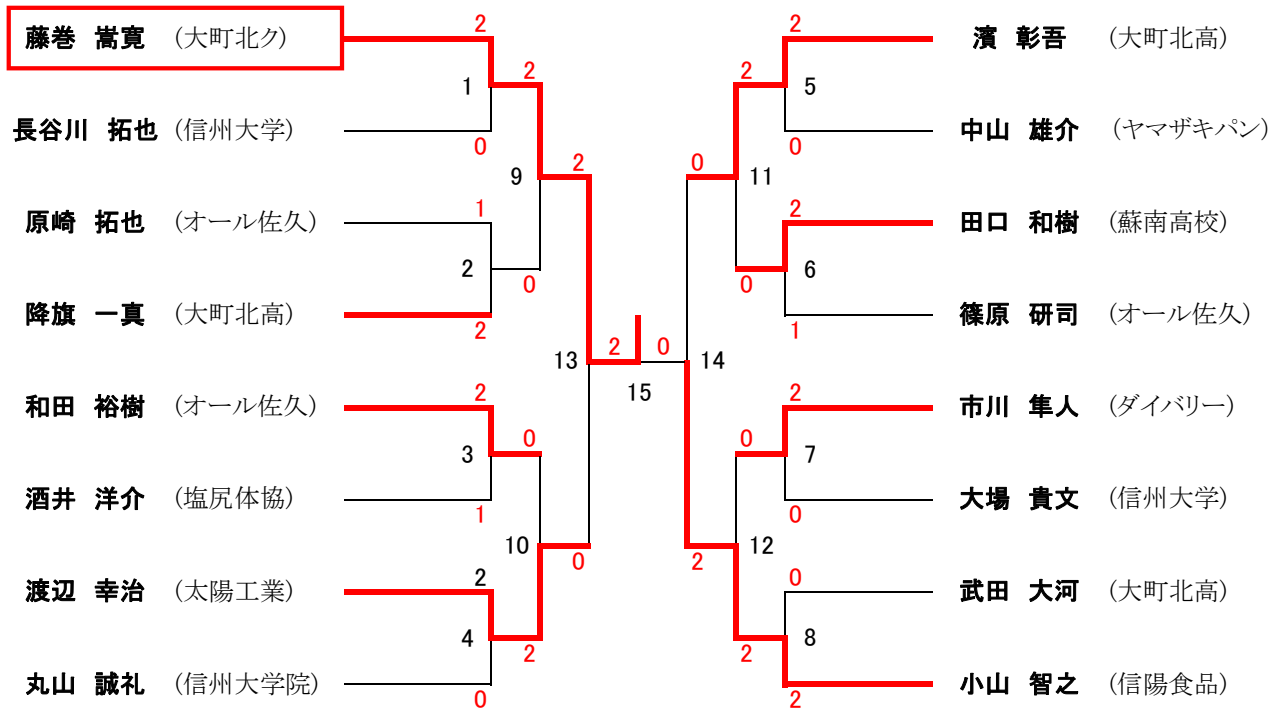 2 2
藤巻 嵩寛 (大町北ク) 濱 彰吾 (大町北高)
2 2
1 5
長谷川 拓也 (信州大学) 中山 雄介 (ヤマザキパン)
0 0
2 0
9 11
1 2
原崎 拓也 (オール佐久) 田口 和樹 (蘇南高校)
2 6
0 0
降旗 一真 (大町北高) 篠原 研司 (オール佐久)
2 1
13 2 0 14
15
2 2
和田 裕樹 (オール佐久) 市川 隼人 (ダイバリー)
0 0
3 7
酒井 洋介 (塩尻体協) 大場 貴文 (信州大学)
1 0
10 12
0 2
2 0
渡辺 幸治 (太陽工業) 武田 大河 (大町北高)
4 8
2 2
丸山 誠礼 (信州大学院) 小山 智之 (信陽食品)
0 2